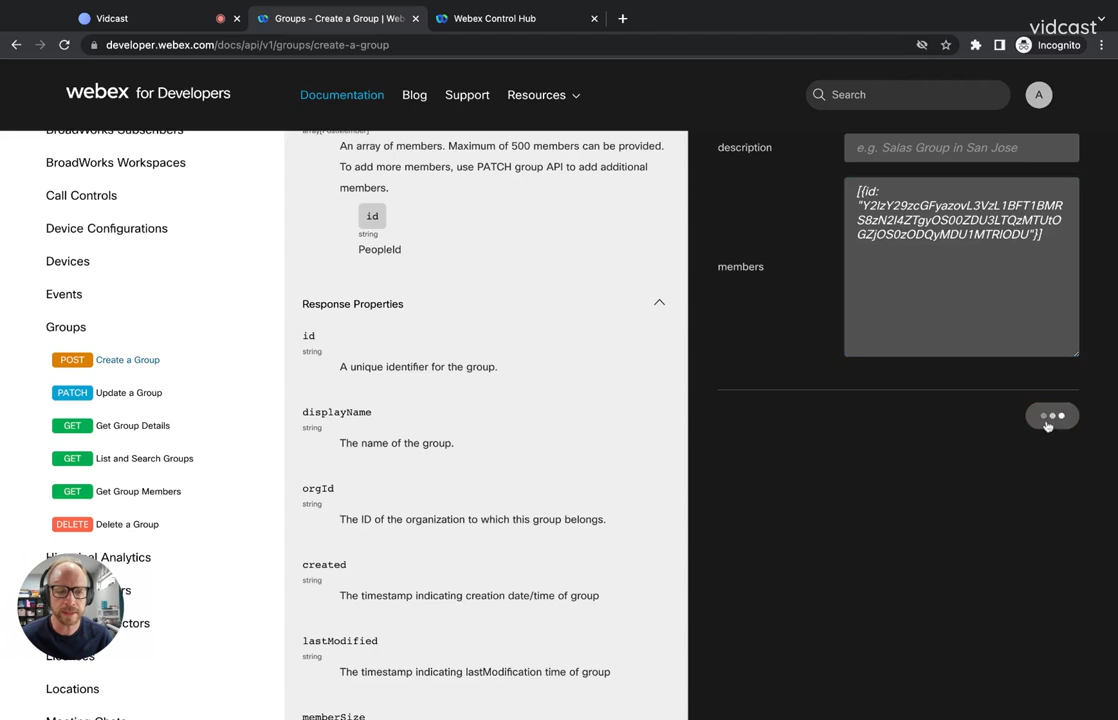 Vidcast
Groups - Create a Group | Web
Webex Control Hub
developer.webex.com/docs/api/v1/groups/create-a-group
vidcast
Incognito
webex for Developers
Documentation
Blog
Support
Resources
Search
A
BroadWorks Subscribers
BroadWorks Workspaces
Call Controls
Device Configurations
Devices
Events
Groups
POST Create a Group
PATCH Update a Group
GET Get Group Details
GET List and Search Groups
GET Get Group Members
DELETE Delete a Group
Analytics
Locations
array[PostMember]
An array of members. Maximum of 500 members can be provided.
To add more members, use PATCH group API to add additional
members.
id
string
PeopleId
Response Properties
id
string
A unique identifier for the group.
displayName
string
The name of the group.
orgId
string
The ID of the organization to which this group belongs.
created
string
The timestamp indicating creation date/time of group
lastModified
string
The timestamp indicating lastModification time of group
memberSize
description
e.g. Salas Group in San Jose
members
[{id:
"Y2lzY29zcGFyazovL3VzL1BFT1BMR
S8zN2I4ZTgyOS00ZDU3LTQzMTUtO
GZjOS0zODQyMDU1MTRlODU"}]